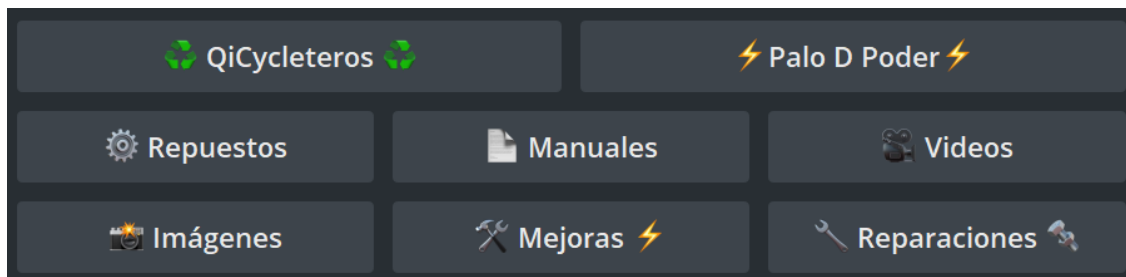 ♻️ QiCycleteros ♻️ ⚡ Palo D Poder ⚡
⚙️ Repuestos 📄 Manuales 🎥 Videos
📸 Imágenes 🛠️ Mejoras ⚡ 🔧 Reparaciones 🔩